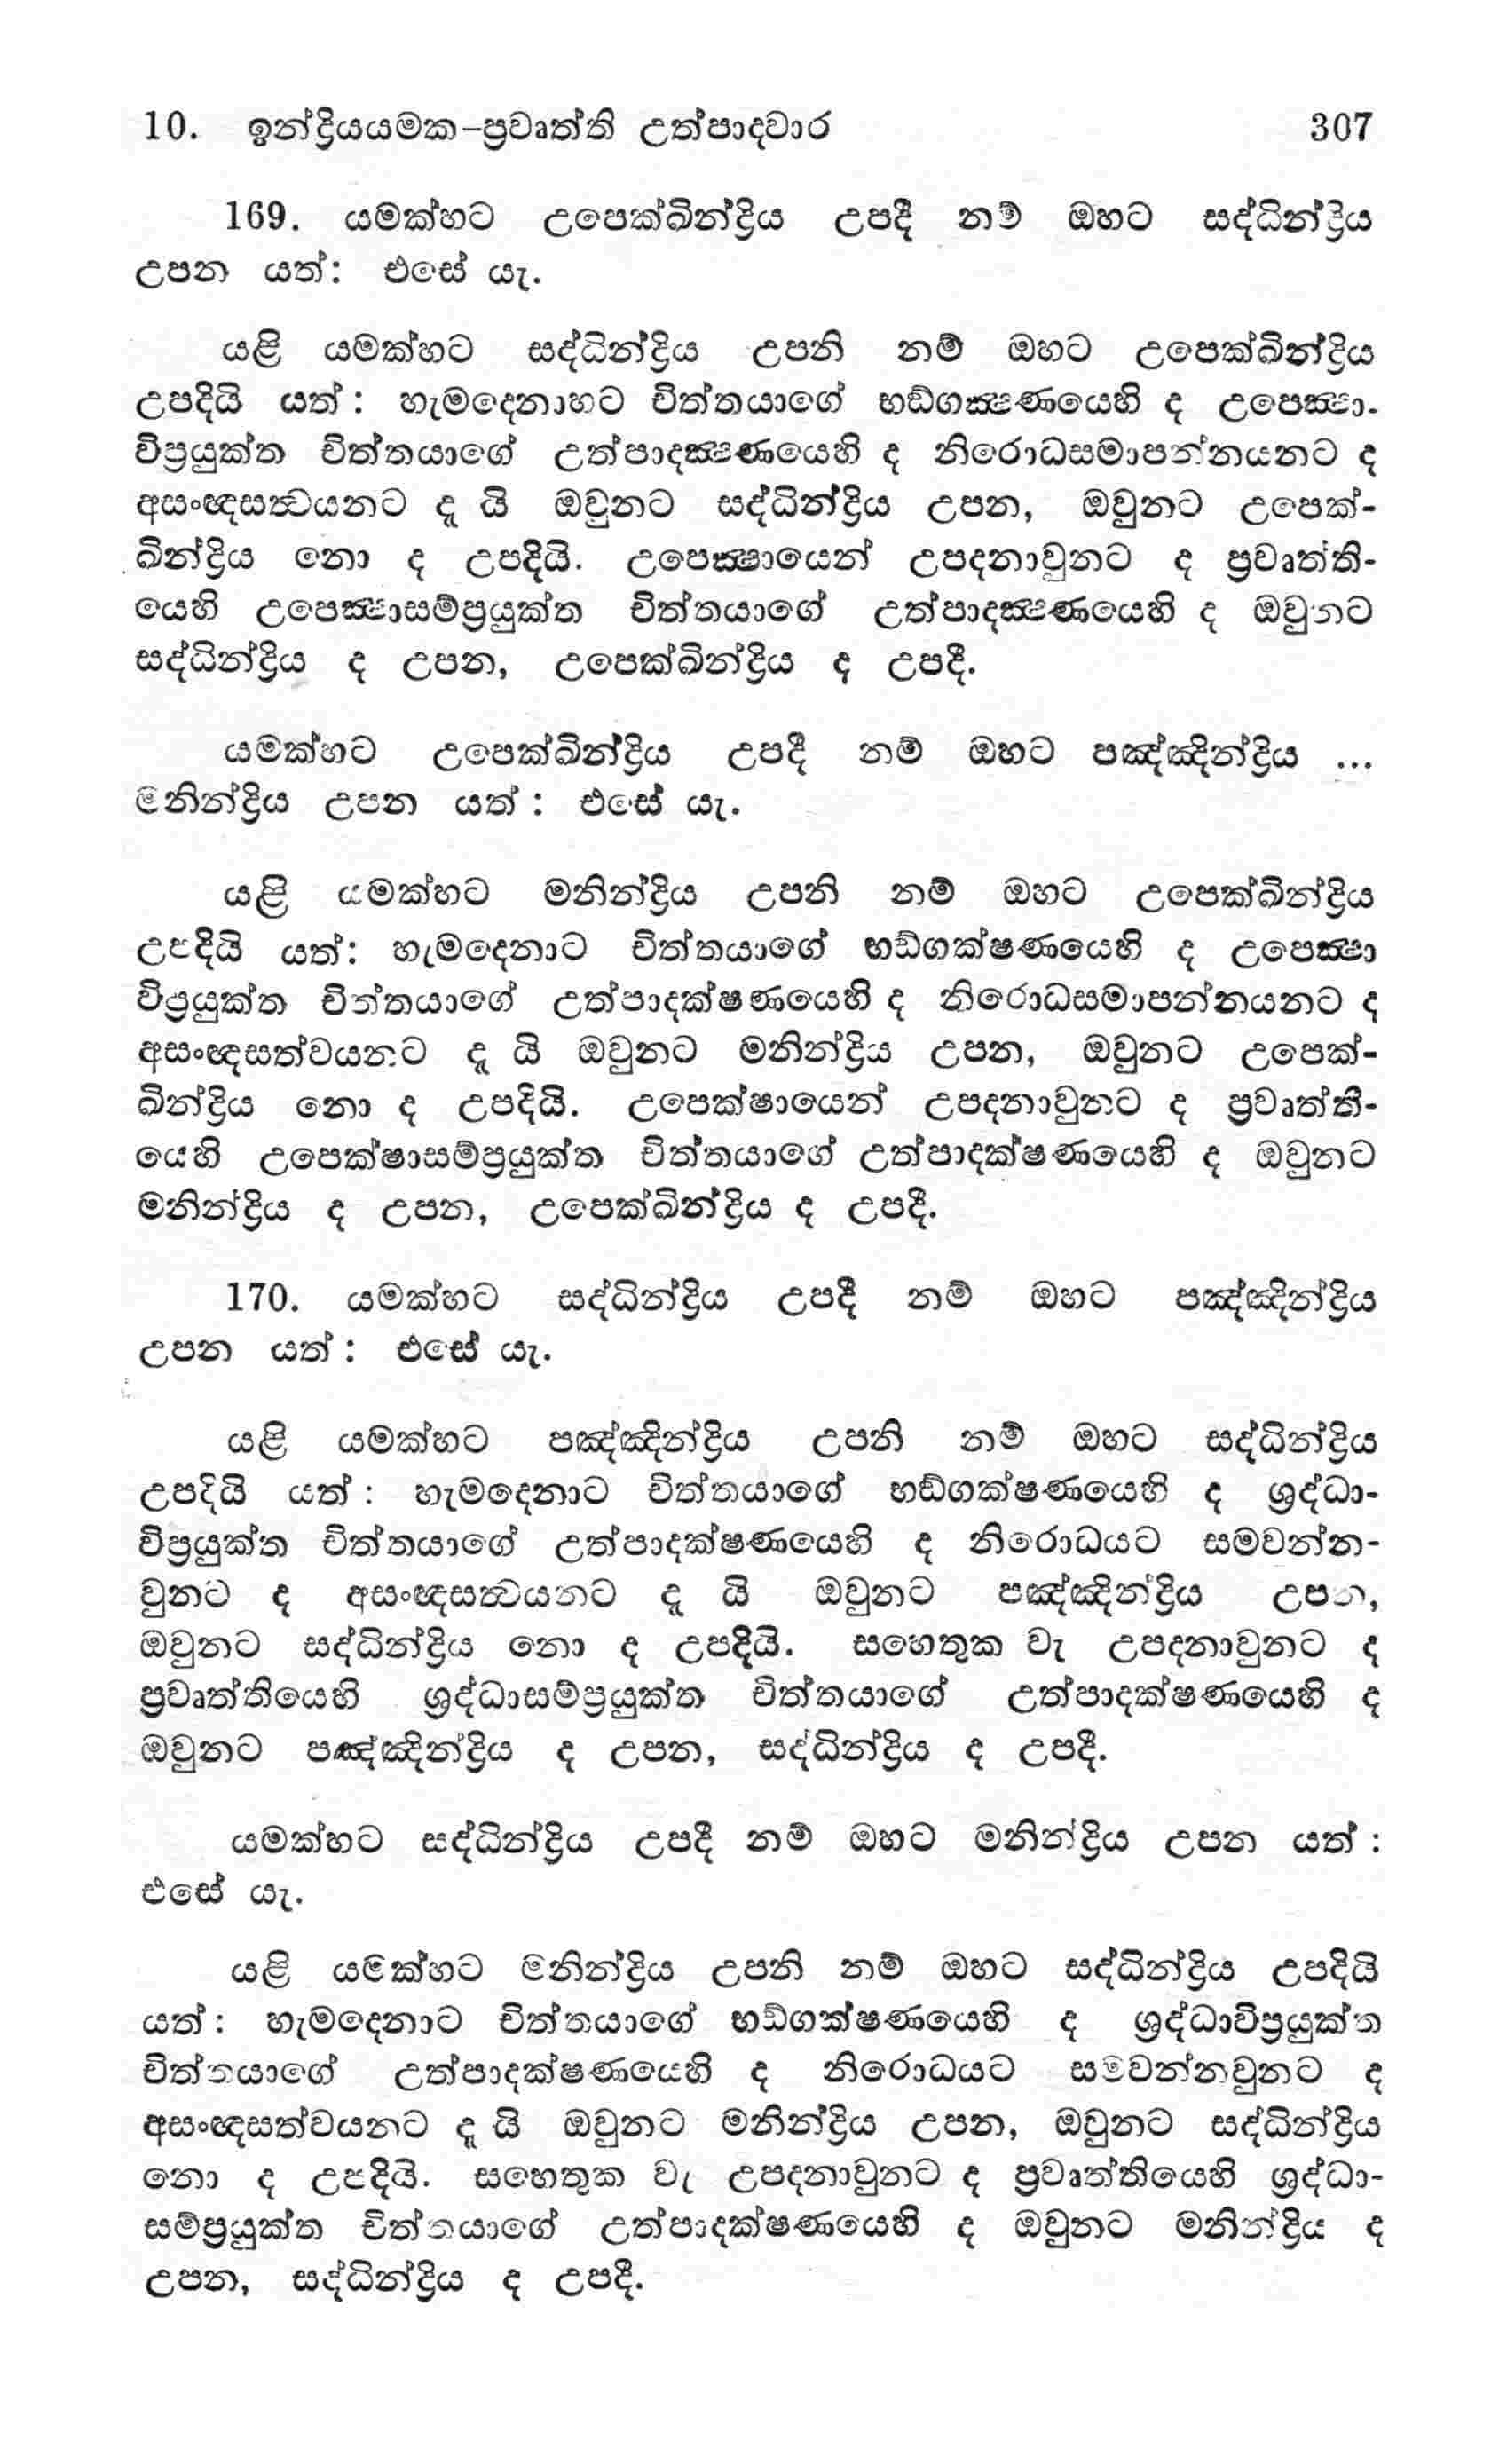 10. ඉන්ද්‍රියයමක-ප්‍රවෘත්ති උත්පාදවාර 307
169. යමක්හට උපෙක්ඛින්ද්‍රිය උපදී නම් ඔහට සද්ධින්ද්‍රිය
උපන යත්: එසේ යැ.
යළි යමක්හට සද්ධින්ද්‍රිය උපනි නම් ඔහට උපෙක්ඛින්ද්‍රිය
උපදියි යත්: හැමදෙනාහට චිත්තයාගේ භඞ්ගක්‍ෂණයෙහි ද උපෙක්‍ෂා-
විප්‍රයුක්ත චිත්තයාගේ උත්පාදක්‍ෂණයෙහි ද නිරොධසමාපන්නයනට ද
අසංඥසත්‍වයනට දූ යි ඔවුනට සද්ධින්ද්‍රිය උපන, ඔවුනට උපෙක්-
ඛින්ද්‍රිය නො ද උපදියි. උපෙක්‍ෂායෙන් උපදනාවුනට ද ප්‍රවෘත්ති-
යෙහි උපෙක්‍ෂාසම්ප්‍රයුක්ත චිත්තයාගේ උත්පාදක්‍ෂණයෙහි ද ඔවුනට
සද්ධින්ද්‍රිය ද උපන, උපෙක්ඛින්ද්‍රිය ද උපදී.
යමක්හට උපෙක්ඛින්ද්‍රිය උපදී නම් ඔහට පඤ්ඤින්ද්‍රිය ...
මනින්ද්‍රිය උපන යත්: එසේ යැ.
යළි යමක්හට මනින්ද්‍රිය උපනි නම් ඔහට උපෙක්ඛින්ද්‍රිය
උපදියි යත්: හැමදෙනාට චිත්තයාගේ භඞ්ගක්ෂණයෙහි ද උපෙක්‍ෂා
විප්‍රයුක්ත චිත්තයාගේ උත්පාදක්ෂණයෙහි ද නිරොධසමාපන්නයනට ද
අසංඥසත්වයනට දූ යි ඔවුනට මනින්ද්‍රිය උපන, ඔවුනට උපෙක්-
ඛින්ද්‍රිය නො ද උපදියි. උපෙක්ෂායෙන් උපදනාවුනට ද ප්‍රවෘත්ති-
යෙහි උපෙක්ෂාසම්ප්‍රයුක්ත චිත්තයාගේ උත්පාදක්ෂණයෙහි ද ඔවුනට
මනින්ද්‍රිය ද උපන, උපෙක්ඛින්ද්‍රිය ද උපදී.
170. යමක්හට සද්ධින්ද්‍රිය උපදී නම් ඔහට පඤ්ඤින්ද්‍රිය
උපන යත්: එසේ යැ.
යළි යමක්හට පඤ්ඤින්ද්‍රිය උපනි නම් ඔහට සද්ධින්ද්‍රිය
උපදියි යත්: හැමදෙනාට චිත්තයාගේ භඞ්ගක්ෂණයෙහි ද ශ්‍රද්ධා-
විප්‍රයුක්ත චිත්තයාගේ උත්පාදක්ෂණයෙහි ද නිරොධයට සමවන්න-
වුනට ද අසංඥසත්‍වයනට දූ යි ඔවුනට පඤ්ඤින්ද්‍රිය උපන,
ඔවුනට සද්ධින්ද්‍රිය නො ද උපදියි. සහෙතුක වැ උපදනාවුනට ද
ප්‍රවෘත්තියෙහි ශ්‍රද්ධාසම්ප්‍රයුක්ත චිත්තයාගේ උත්පාදක්ෂණයෙහි ද
ඔවුනට පඤ්ඤින්ද්‍රිය ද උපන, සද්ධින්ද්‍රිය ද උපදී.
යමක්හට සද්ධින්ද්‍රිය උපදී නම් ඔහට මනින්ද්‍රිය උපන යත්:
එසේ යැ.
යළි යමක්හට මනින්ද්‍රිය උපනි නම් ඔහට සද්ධින්ද්‍රිය උපදියි
යත්: හැමදෙනාට චිත්තයාගේ භඞ්ගක්ෂණයෙහි ද ශ්‍රද්ධාවිප්‍රයුක්ත
චිත්තයාගේ උත්පාදක්ෂණයෙහි ද නිරොධයට සමවන්නවුනට ද
අසංඥසත්වයනට දූ යි ඔවුනට මනින්ද්‍රිය උපන, ඔවුනට සද්ධින්ද්‍රිය
නො ද උපදියි. සහෙතුක වැ උපදනාවුනට ද ප්‍රවෘත්තියෙහි ශ්‍රද්ධා-
සම්ප්‍රයුක්ත චිත්තයාගේ උත්පාදක්ෂණයෙහි ද ඔවුනට මනින්ද්‍රිය ද
උපන, සද්ධින්ද්‍රිය ද උපදී.